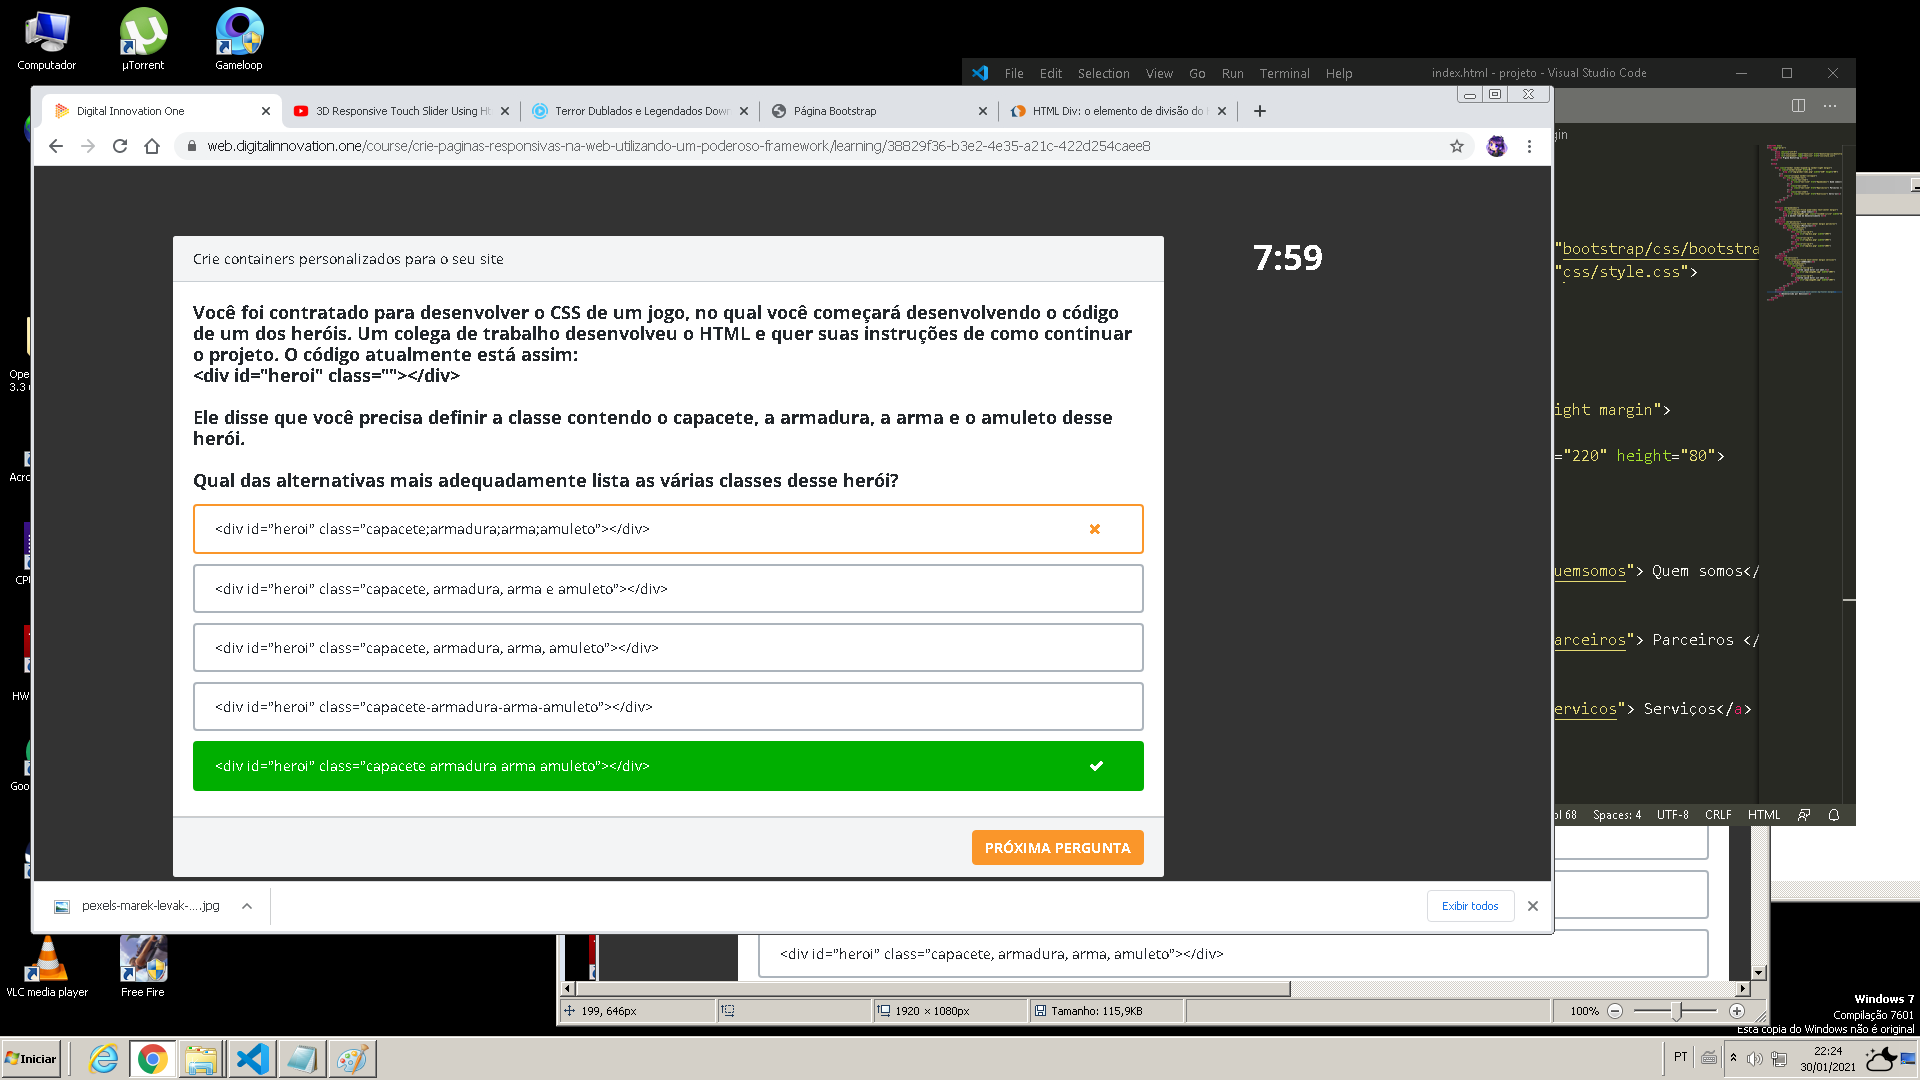 Computador
µTorrent
Gameloop
File Edit Selection View Go Run Terminal Help
index.html - projeto - Visual Studio Code
Digital Innovation One
3D Responsive Touch Slider Using H
Terror Dublados e Legendados Dow
Página Bootstrap
HTML Div: o elemento de divisão do
web.digitalinnovation.one/course/crie-paginas-responsivas-na-web-utilizando-um-poderoso-framework/learning/38829f36-b3e2-4e35-a21c-422d254caee8
gin
Crie containers personalizados para o seu site
7:59
"bootstrap/css/bootstra
"css/style.css">
Você foi contratado para desenvolver o CSS de um jogo, no qual você começará desenvolvendo o código
de um dos heróis. Um colega de trabalho desenvolveu o HTML e quer suas instruções de como continuar
o projeto. O código atualmente está assim:
<div id="heroi" class=""></div>
Ope
3.3
Ele disse que você precisa definir a classe contendo o capacete, a armadura, a arma e o amuleto desse
herói.
ight margin">
="220" height="80">
Acro
Qual das alternativas mais adequadamente lista as várias classes desse herói?
<div id=”heroi” class=”capacete;armadura;arma;amuleto”></div>
CPU
<div id=”heroi” class=”capacete, armadura, arma e amuleto”></div>
uemsomos"> Quem somos</
<div id=”heroi” class=”capacete, armadura, arma, amuleto”></div>
arceiros"> Parceiros </
HW
<div id=”heroi” class=”capacete-armadura-arma-amuleto”></div>
ervicos"> Serviços</a>
<div id=”heroi” class=”capacete armadura arma amuleto”></div>
Goo
ol 68 Spaces: 4 UTF-8 CRLF HTML
PRÓXIMA PERGUNTA
pexels-marek-levak-....jpg
Exibir todos
<div id=”heroi” class=”capacete, armadura, arma, amuleto”></div>
VLC media player
Free Fire
199, 646px
1920 × 1080px
Tamanho: 115,9KB
100%
Windows 7
Compilação 7601
Esta cópia do Windows não é original
Iniciar
PT
22:24
30/01/2021